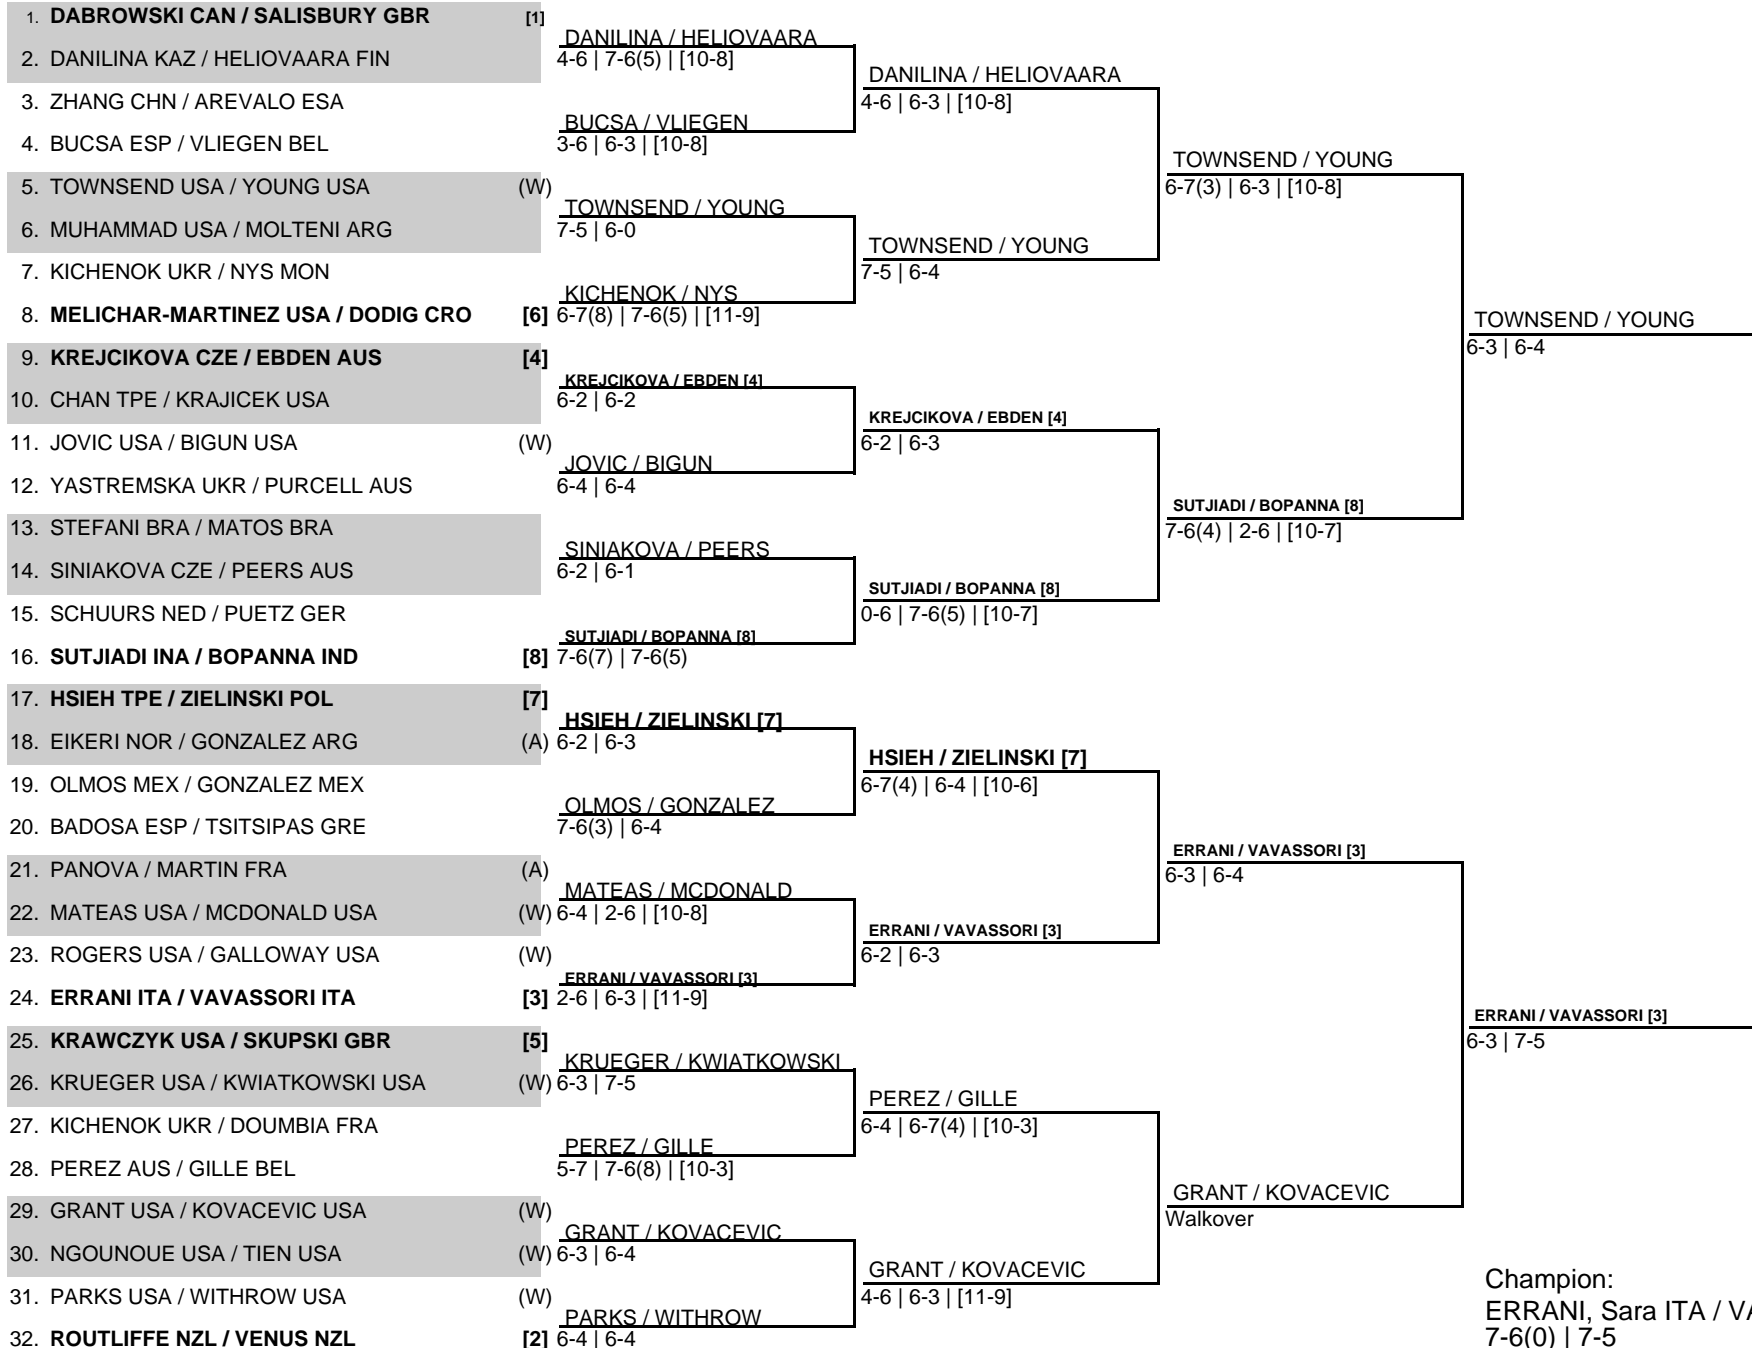 1. DABROWSKI CAN / SALISBURY GBR [1]
2. DANILINA KAZ / HELIOVAARA FIN
3. ZHANG CHN / AREVALO ESA
4. BUCSA ESP / VLIEGEN BEL
5. TOWNSEND USA / YOUNG USA (W)
6. MUHAMMAD USA / MOLTENI ARG
7. KICHENOK UKR / NYS MON
8. MELICHAR-MARTINEZ USA / DODIG CRO [6]
9. KREJCIKOVA CZE / EBDEN AUS [4]
10. CHAN TPE / KRAJICEK USA
11. JOVIC USA / BIGUN USA (W)
12. YASTREMSKA UKR / PURCELL AUS
13. STEFANI BRA / MATOS BRA
14. SINIAKOVA CZE / PEERS AUS
15. SCHUURS NED / PUETZ GER
16. SUTJIADI INA / BOPANNA IND [8]
17. HSIEH TPE / ZIELINSKI POL [7]
18. EIKERI NOR / GONZALEZ ARG (A)
19. OLMOS MEX / GONZALEZ MEX
20. BADOSA ESP / TSITSIPAS GRE
21. PANOVA / MARTIN FRA (A)
22. MATEAS USA / MCDONALD USA (W)
23. ROGERS USA / GALLOWAY USA (W)
24. ERRANI ITA / VAVASSORI ITA [3]
25. KRAWCZYK USA / SKUPSKI GBR [5]
26. KRUEGER USA / KWIATKOWSKI USA (W)
27. KICHENOK UKR / DOUMBIA FRA
28. PEREZ AUS / GILLE BEL
29. GRANT USA / KOVACEVIC USA (W)
30. NGOUNOUE USA / TIEN USA (W)
31. PARKS USA / WITHROW USA (W)
32. ROUTLIFFE NZL / VENUS NZL [2]
DANILINA / HELIOVAARA
4-6 | 7-6(5) | [10-8]
BUCSA / VLIEGEN
3-6 | 6-3 | [10-8]
TOWNSEND / YOUNG
7-5 | 6-0
KICHENOK / NYS
6-7(8) | 7-6(5) | [11-9]
KREJCIKOVA / EBDEN [4]
6-2 | 6-2
JOVIC / BIGUN
6-4 | 6-4
SINIAKOVA / PEERS
6-2 | 6-1
SUTJIADI / BOPANNA [8]
7-6(7) | 7-6(5)
HSIEH / ZIELINSKI [7]
6-2 | 6-3
OLMOS / GONZALEZ
7-6(3) | 6-4
MATEAS / MCDONALD
6-4 | 2-6 | [10-8]
ERRANI / VAVASSORI [3]
2-6 | 6-3 | [11-9]
KRUEGER / KWIATKOWSKI
6-3 | 7-5
PEREZ / GILLE
5-7 | 7-6(8) | [10-3]
GRANT / KOVACEVIC
6-3 | 6-4
PARKS / WITHROW
6-4 | 6-4
DANILINA / HELIOVAARA
4-6 | 6-3 | [10-8]
TOWNSEND / YOUNG
7-5 | 6-4
KREJCIKOVA / EBDEN [4]
6-2 | 6-3
SUTJIADI / BOPANNA [8]
0-6 | 7-6(5) | [10-7]
HSIEH / ZIELINSKI [7]
6-7(4) | 6-4 | [10-6]
ERRANI / VAVASSORI [3]
6-2 | 6-3
PEREZ / GILLE
6-4 | 6-7(4) | [10-3]
GRANT / KOVACEVIC
4-6 | 6-3 | [11-9]
TOWNSEND / YOUNG
6-7(3) | 6-3 | [10-8]
SUTJIADI / BOPANNA [8]
7-6(4) | 2-6 | [10-7]
ERRANI / VAVASSORI [3]
6-3 | 6-4
GRANT / KOVACEVIC
Walkover
TOWNSEND / YOUNG
6-3 | 6-4
ERRANI / VAVASSORI [3]
6-3 | 7-5
Champion:
ERRANI, Sara ITA /
7-6(0) | 7-5